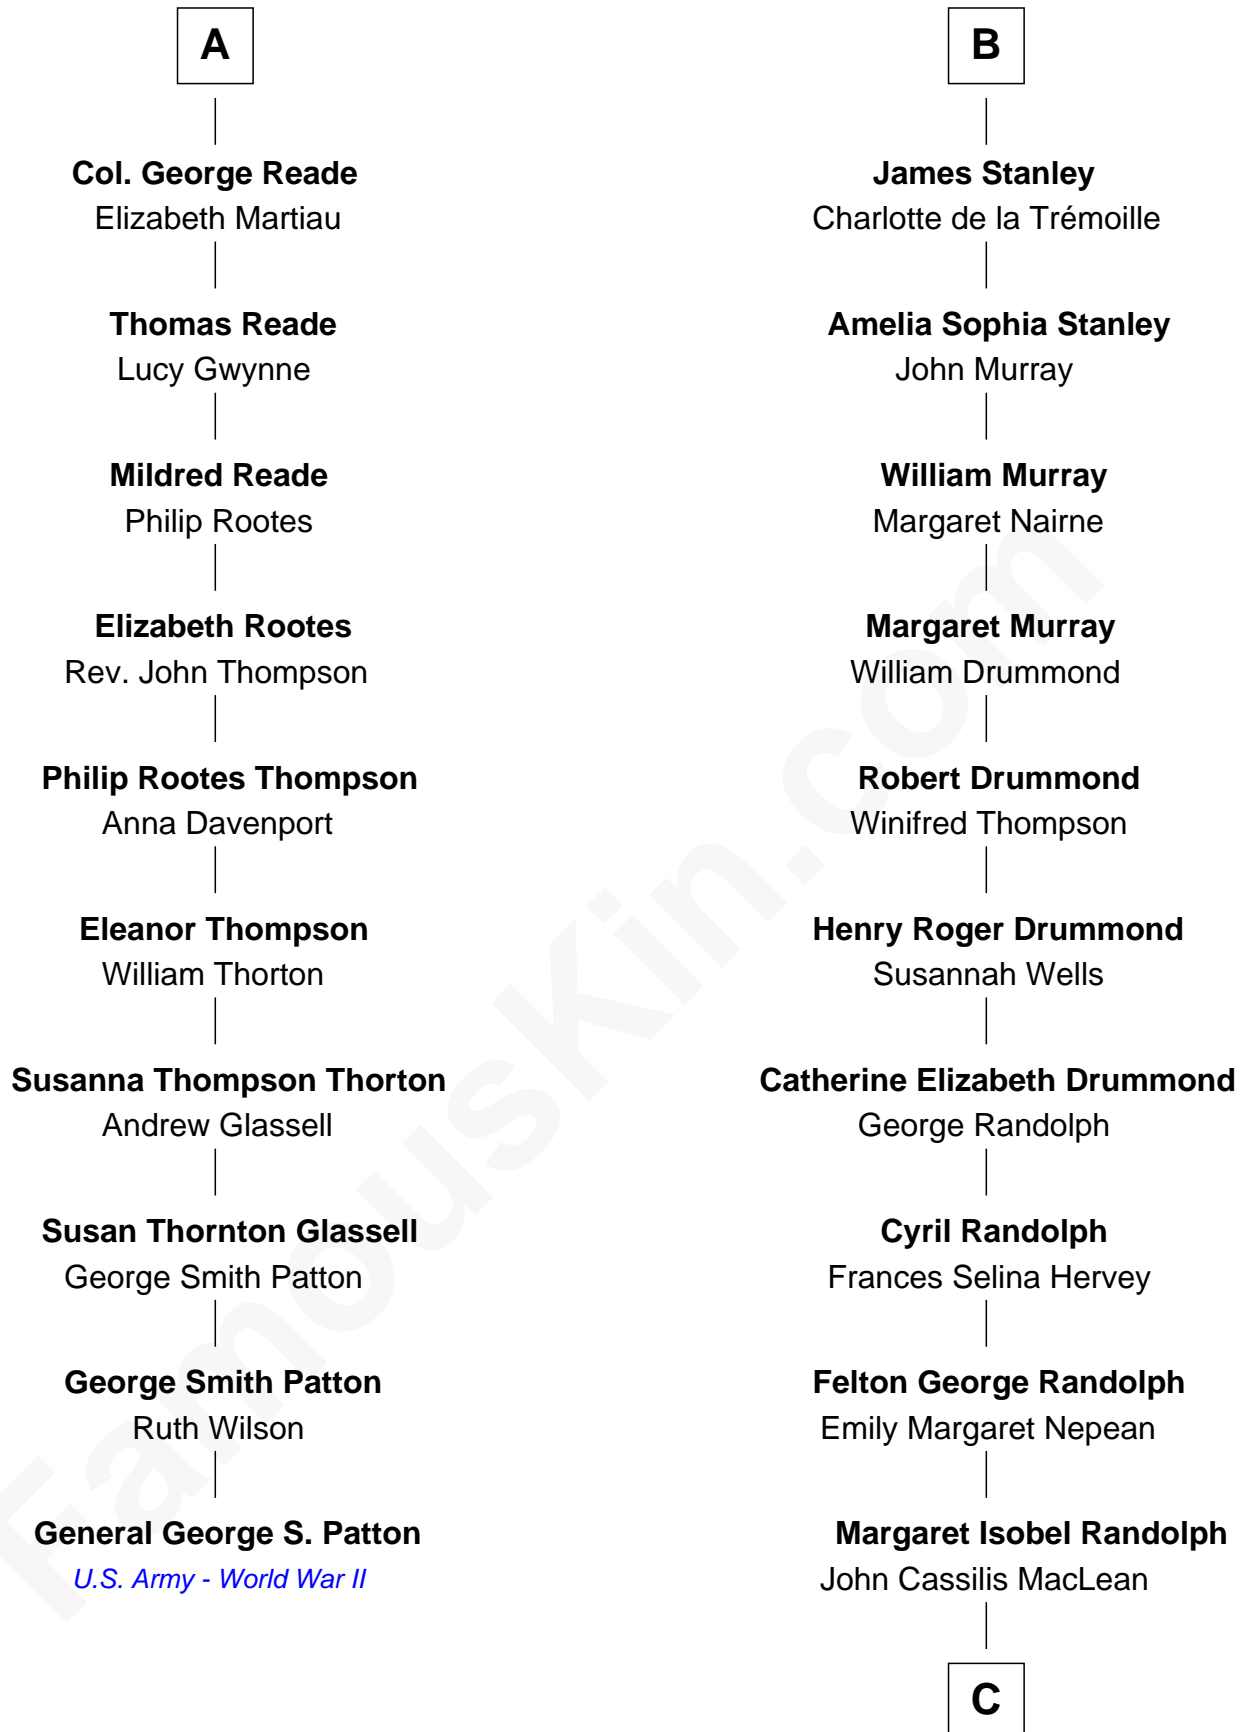 A
Col. George Reade
Elizabeth Martiau
Thomas Reade
Lucy Gwynne
Mildred Reade
Philip Rootes
Elizabeth Rootes
Rev. John Thompson
Philip Rootes Thompson
Anna Davenport
Eleanor Thompson
William Thorton
Susanna Thompson Thorton
Andrew Glassell
Susan Thornton Glassell
George Smith Patton
George Smith Patton
Ruth Wilson
General George S. Patton
U.S. Army - World War II
B
James Stanley
Charlotte de la Trémoille
Amelia Sophia Stanley
John Murray
William Murray
Margaret Nairne
Margaret Murray
William Drummond
Robert Drummond
Winifred Thompson
Henry Roger Drummond
Susannah Wells
Catherine Elizabeth Drummond
George Randolph
Cyril Randolph
Frances Selina Hervey
Felton George Randolph
Emily Margaret Nepean
Margaret Isobel Randolph
John Cassilis MacLean
C
FamousKin.com